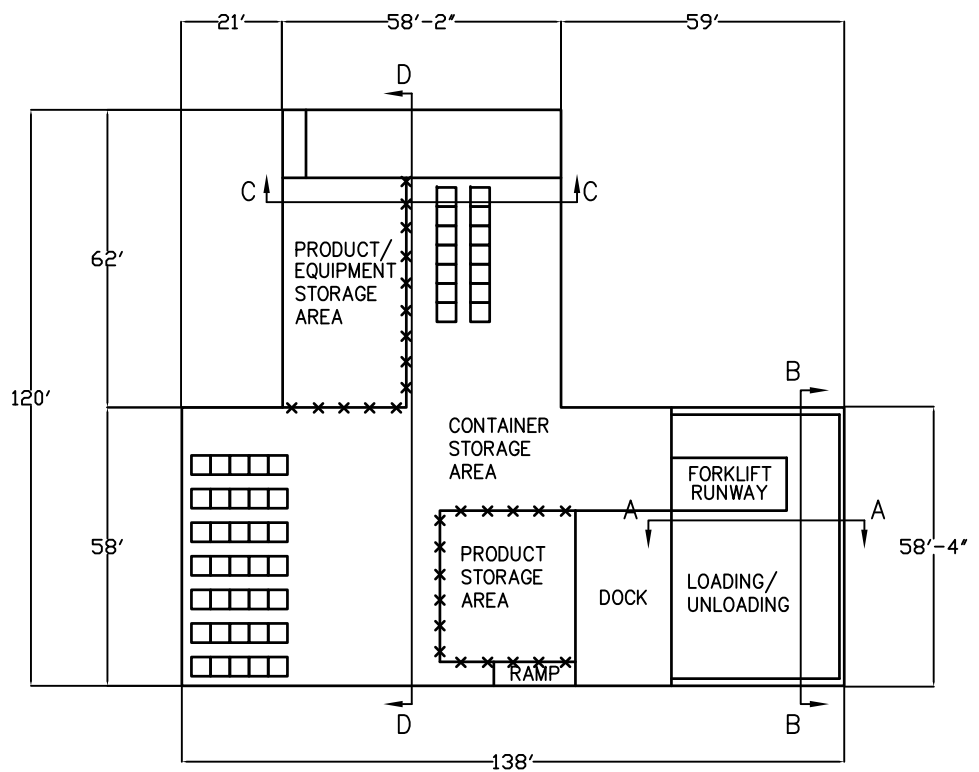 21'
58'-2"
59'
D
C
C
PRODUCT/
EQUIPMENT
STORAGE
AREA
62'
120'
B
CONTAINER
STORAGE
AREA
FORKLIFT
RUNWAY
A
A
58'
58'-4"
PRODUCT
STORAGE
AREA
DOCK
LOADING/
UNLOADING
RAMP
D
B
138'